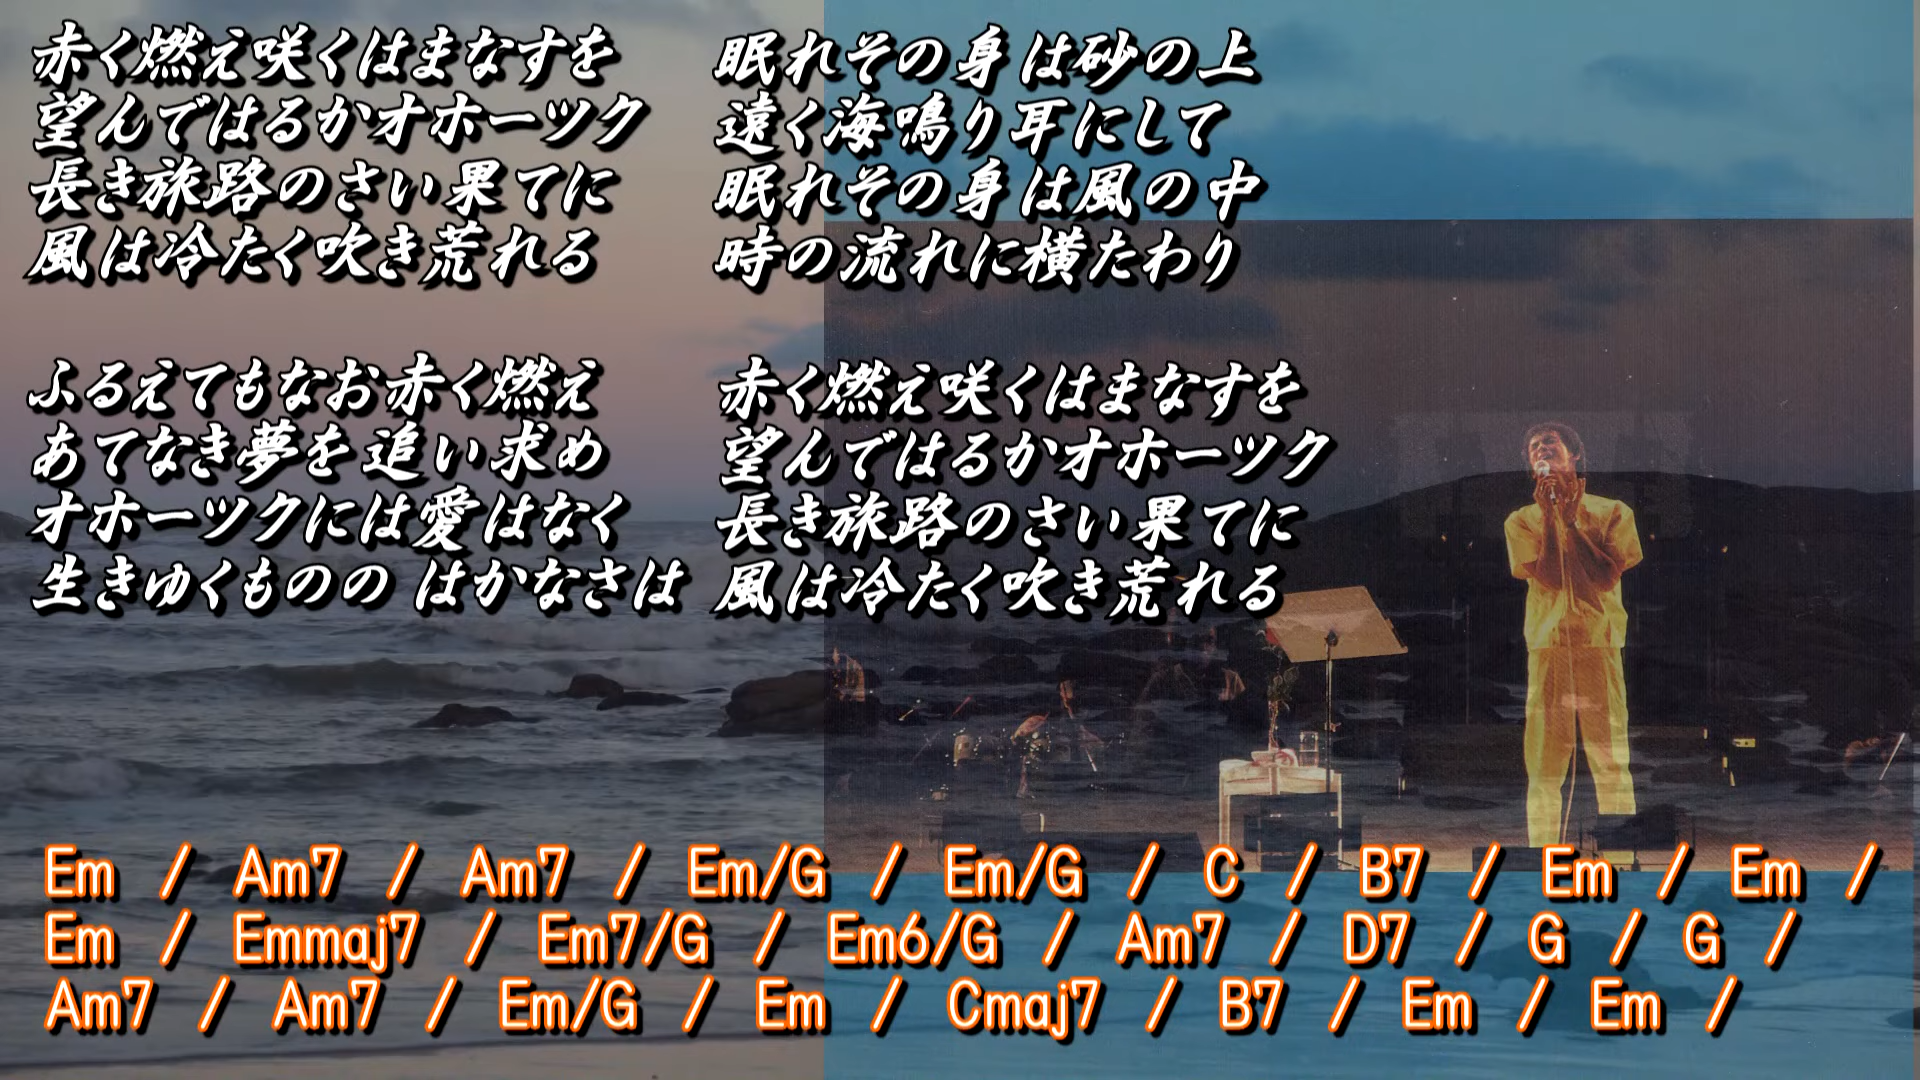 赤く燃え咲くはまなすを
望んではるかオホーツク
長き旅路のさい果てに
風は冷たく吹き荒れる
ふるえてもなお赤く燃え
あてなき夢を追い求め
オホーツクには愛はなく
生きゆくものの はかなさは
眠れその身は砂の上
遠く海鳴り耳にして
眠れその身は風の中
時の流れに横たわり
赤く燃え咲くはまなすを
望んではるかオホーツク
長き旅路のさい果てに
風は冷たく吹き荒れる
Em / Am7 / Am7 / Em/G / Em/G / C / B7 / Em / Em /
Em / Emmaj7 / Em7/G / Em6/G / Am7 / D7 / G / G /
Am7 / Am7 / Em/G / Em / Cmaj7 / B7 / Em / Em /